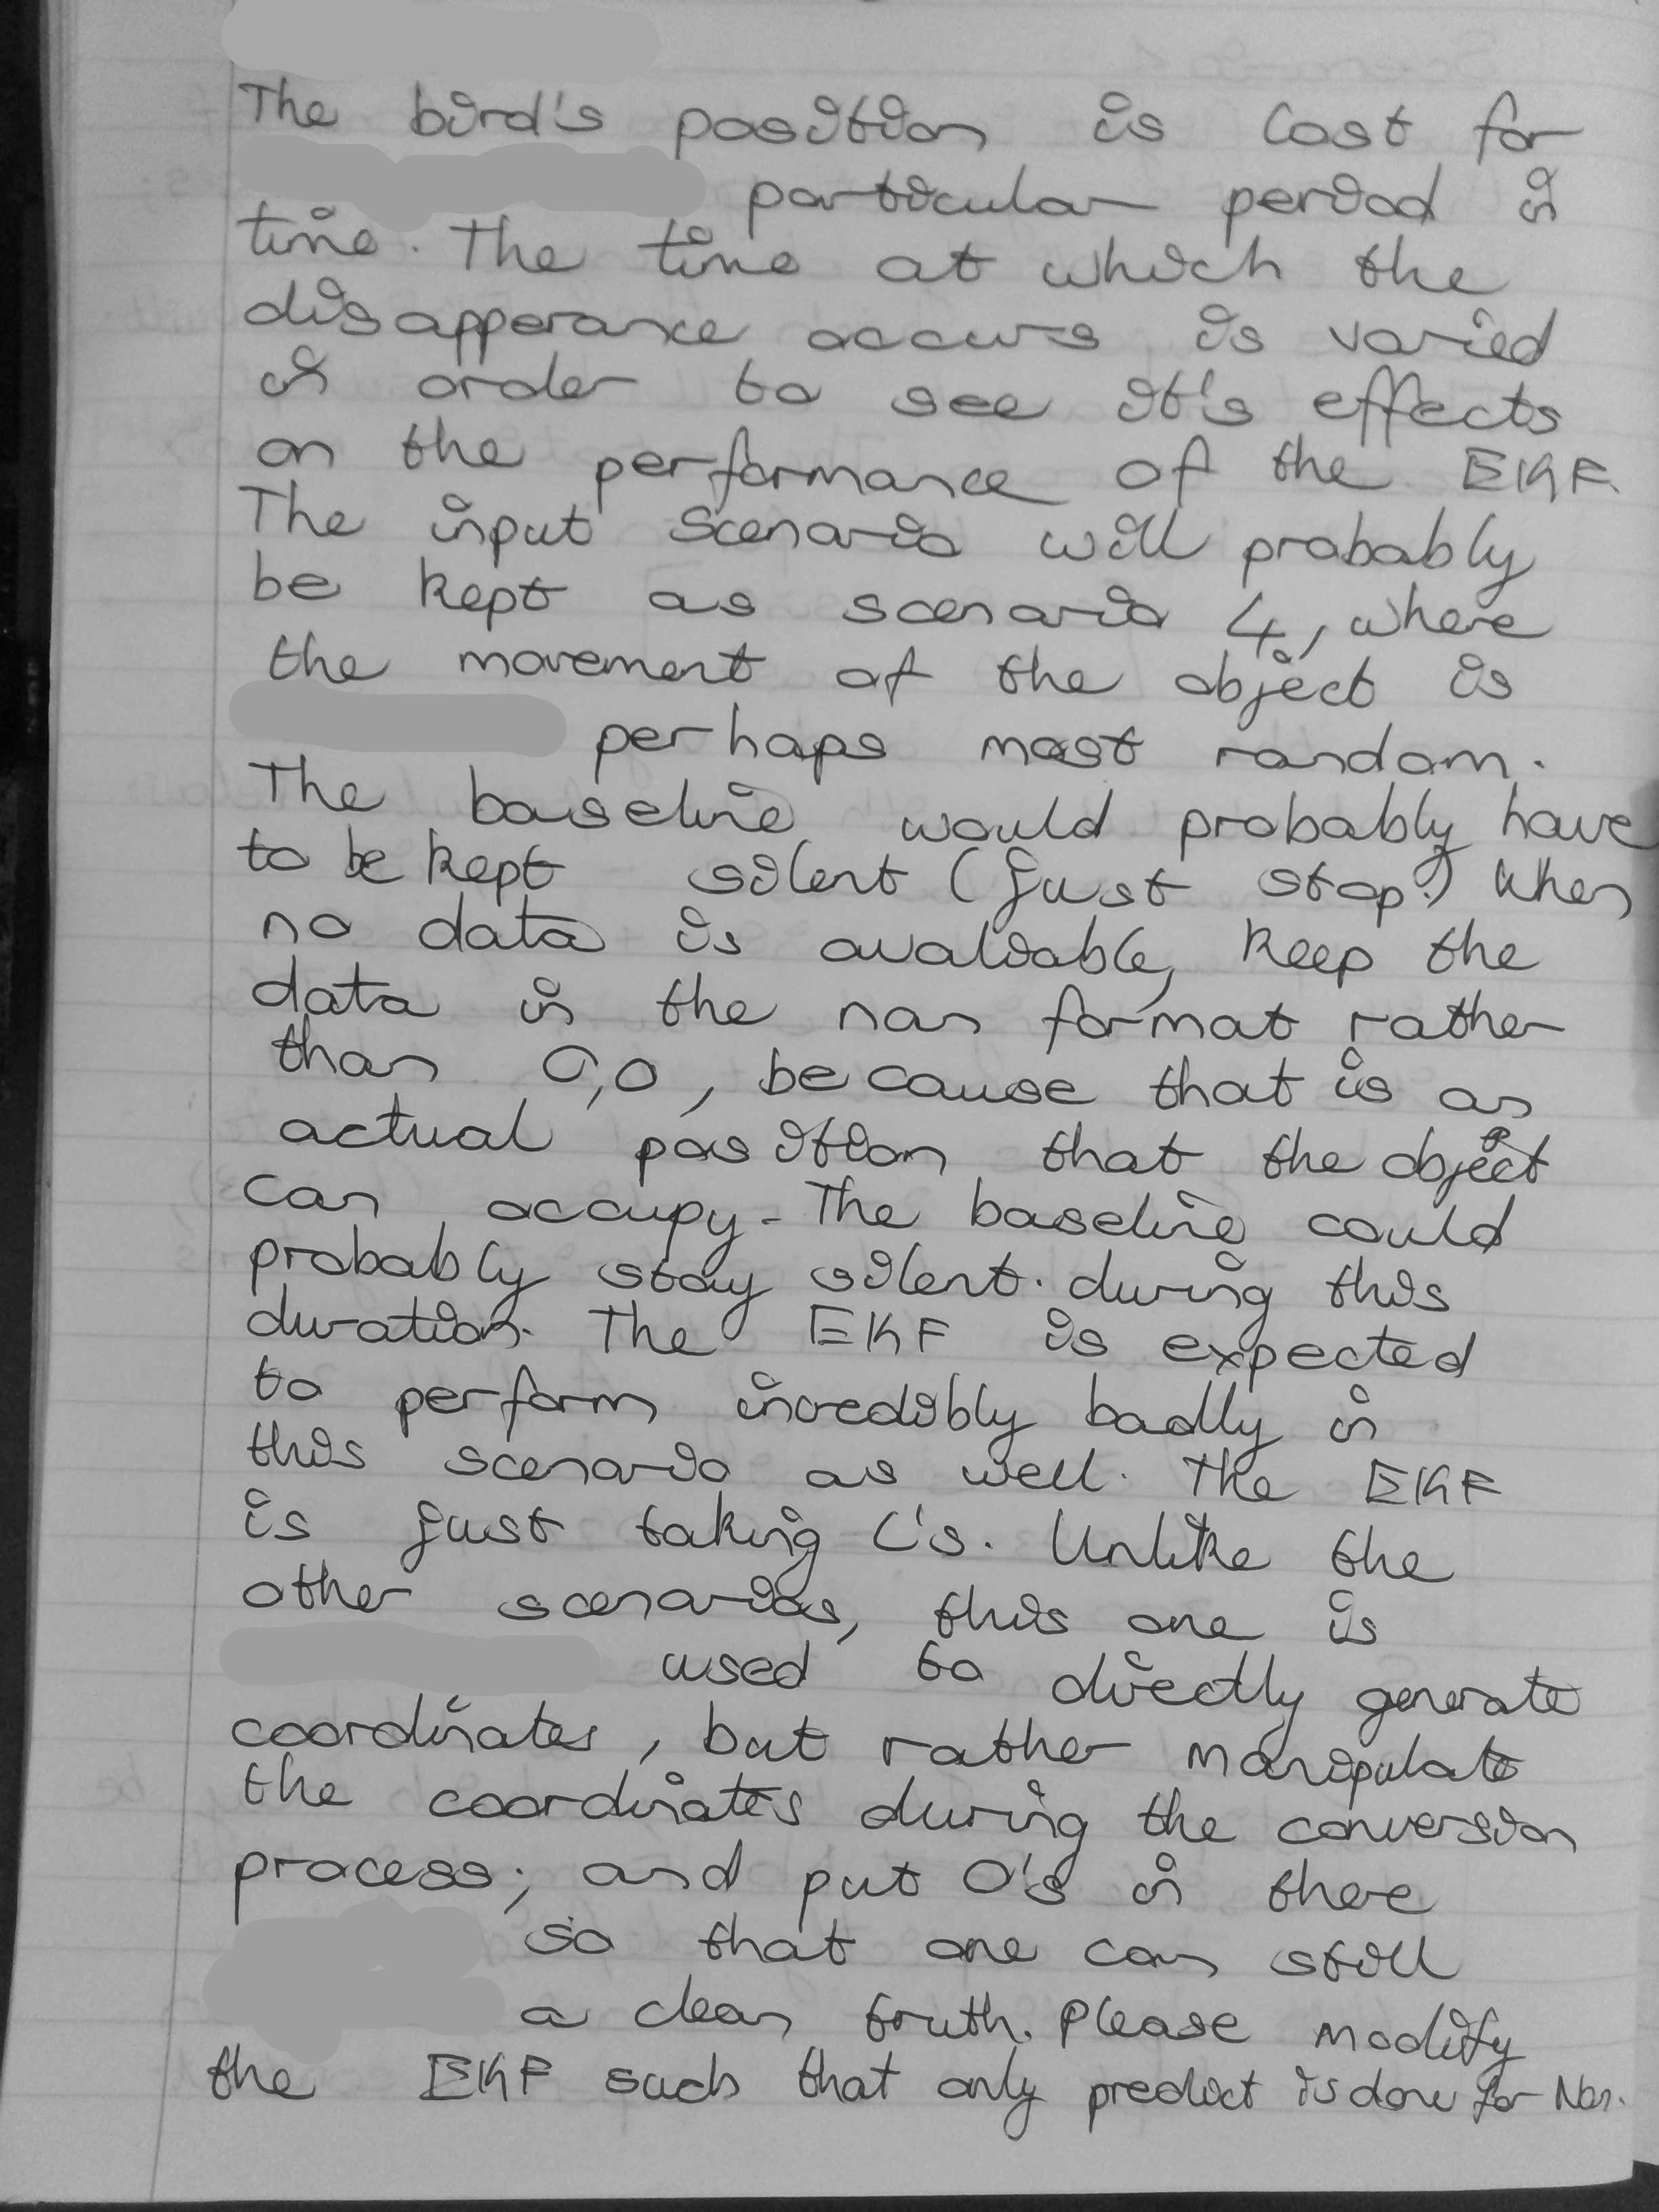 The bird's position is lost for
particular period in
time. The time at which the
disapperance occurs is varied
in order to see it's effects
on the performance of the EKF.
The input Scenario will probably
be kept as scenario 4, where
the movement of the object is
perhaps most random.
The baseline would probably have
to be kept silent (just stop?) when
no data is avaliable, keep the
data in the nan format rather
than 0,0, because that is an
actual position that the object
can occupy. The baseline could
probably stay silent during this
duration. The EKF is expected
to perform incredibly badly in
this scenario as well. The EKF
is just taking L's. Unlike the
other scenarios, this one is
used to directly generate
coordinates, but rather manipulate
the coordinates during the conversion
process; and put 0's in there
so that one can still
a clean truth. Please modify
the EKF such that only predict is done for Nan.